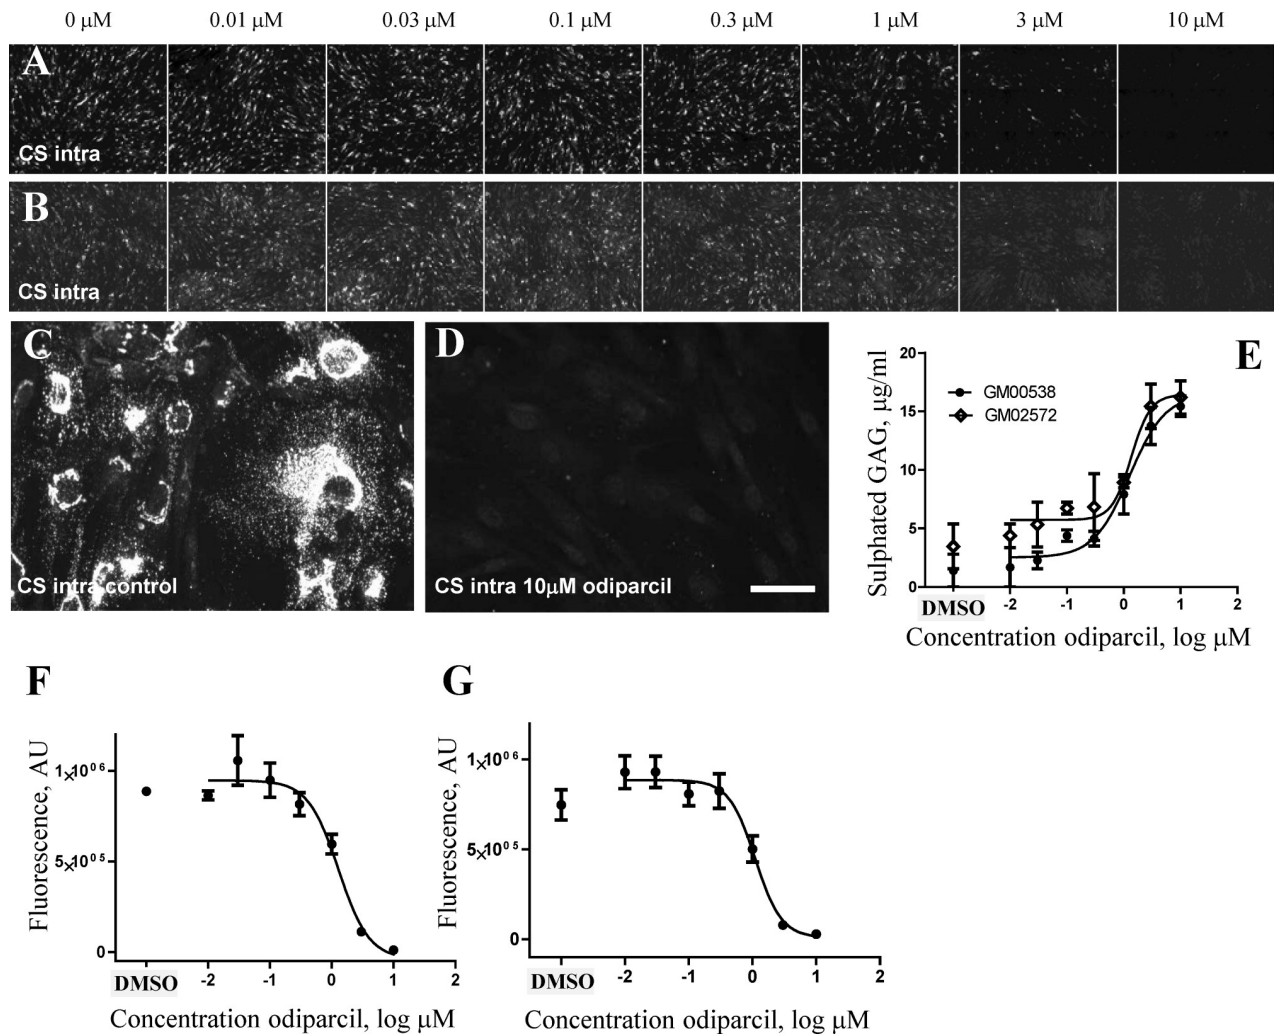 0 µM 0.01 µM 0.03 µM 0.1 µM 0.3 µM 1 µM 3 µM 10 µM
A
CS intra
B
CS intra
C
CS intra control
D
CS intra 10µM odiparcil
E
Sulphated GAG, µg/ml
20
15
10
5
0
GM00538
GM02572
DMSO -2 -1 0 1 2
Concentration odiparcil, log µM
F
Fluorescence, AU
1×10⁰⁶
5×10⁰⁵
0
DMSO -2 -1 0 1 2
Concentration odiparcil, log µM
G
Fluorescence, AU
1×10⁰⁶
5×10⁰⁵
0
DMSO -2 -1 0 1 2
Concentration odiparcil, log µM